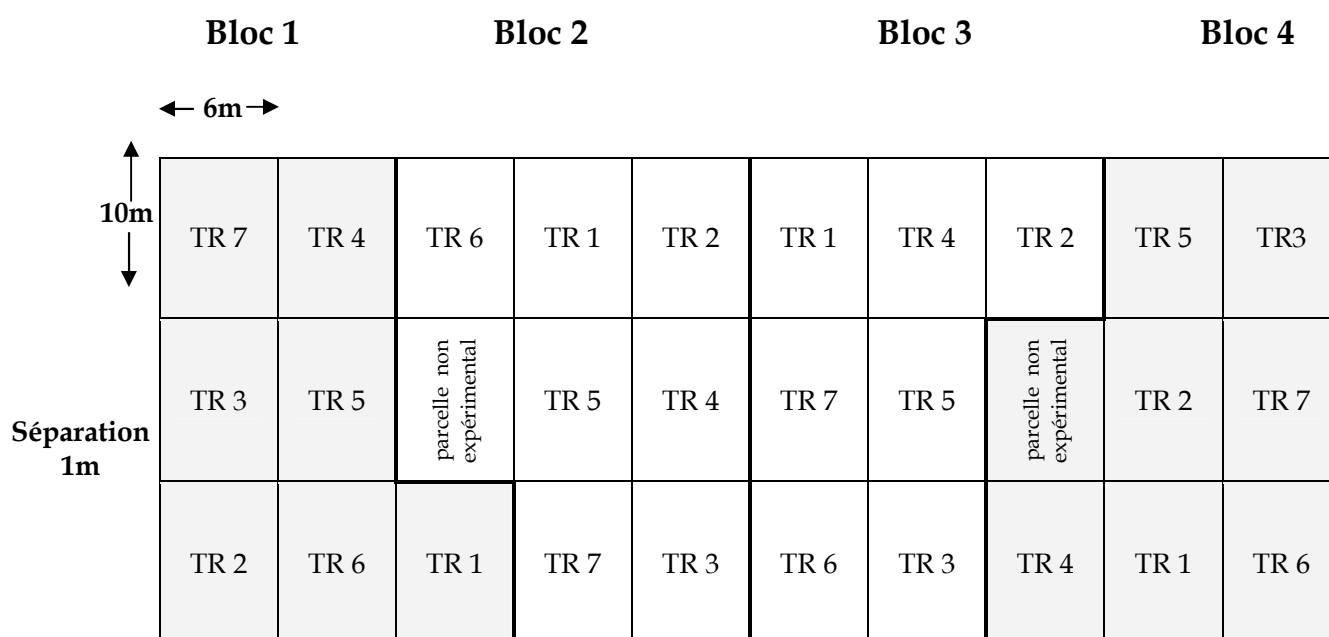 Bloc 1 Bloc 2 Bloc 3 Bloc 4
6m
10m
TR 7 TR 4 TR 6 TR 1 TR 2 TR 1 TR 4 TR 2 TR 5 TR3
TR 3 TR 5 parcelle non TR 5 TR 4 TR 7 TR 5 parcelle non TR 2 TR 7
expérimental expérimental
Séparation
1m
TR 2 TR 6 TR 1 TR 7 TR 3 TR 6 TR 3 TR 4 TR 1 TR 6